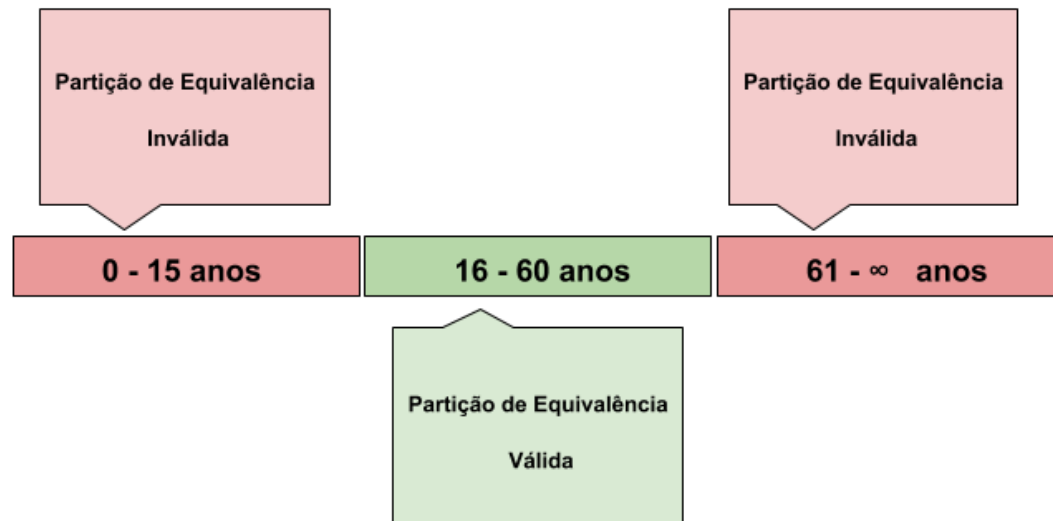 Partição de Equivalência
Inválida
Partição de Equivalência
Inválida
0 - 15 anos
16 - 60 anos
61 - ∞ anos
Partição de Equivalência
Válida